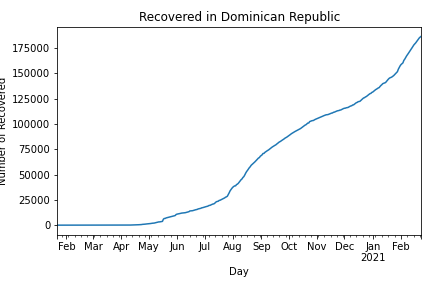 Recovered in Dominican Republic
Number of Recovered
175000
150000
125000
100000
75000
50000
25000
0
Feb Mar Apr May Jun Jul Aug Sep Oct Nov Dec Jan Feb
2021
Day